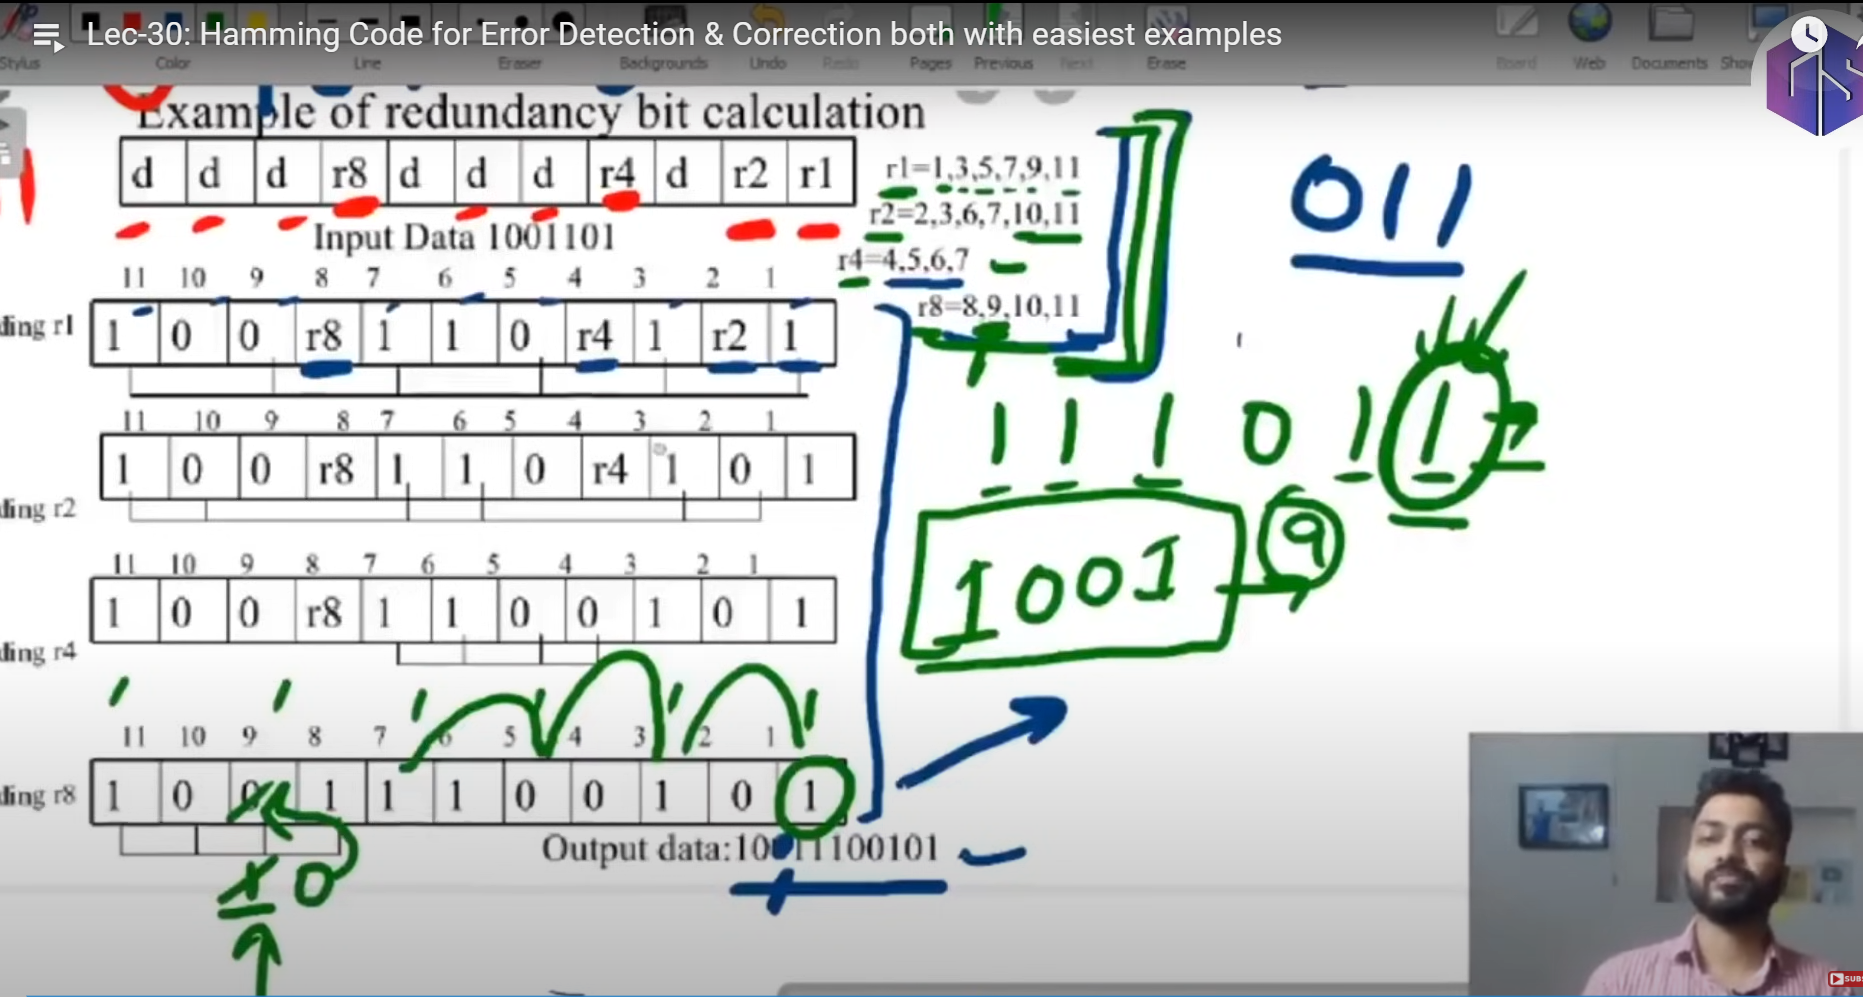 Lec-30: Hamming Code for Error Detection & Correction both with easiest examples
Stylus Color Line Eraser Backgrounds Undo Redo Pages Previous Next Erase Board Web Documents
Example of redundancy bit calculation
d d d r8 d d d r4 d r2 r1
Input Data 1001101
r1=1,3,5,7,9,11
r2=2,3,6,7,10,11
r4=4,5,6,7
r8=8,9,10,11
011
11 10 9 8 7 6 5 4 3 2 1
ding r1 1 0 0 r8 1 1 0 r4 1 r2 1
1 1 1 0 1 1
11 10 9 8 7 6 5 4 3 2 1
1 0 0 r8 1 1 0 r4 1 0 1
ding r2
1001
9
11 10 9 8 7 6 5 4 3 2 1
1 0 0 r8 1 1 0 0 1 0 1
ding r4
11 10 9 8 7 6 5 4 3 2 1
ding r8 1 0 0 1 1 1 0 0 1 0 1
Output data:10011100101
0